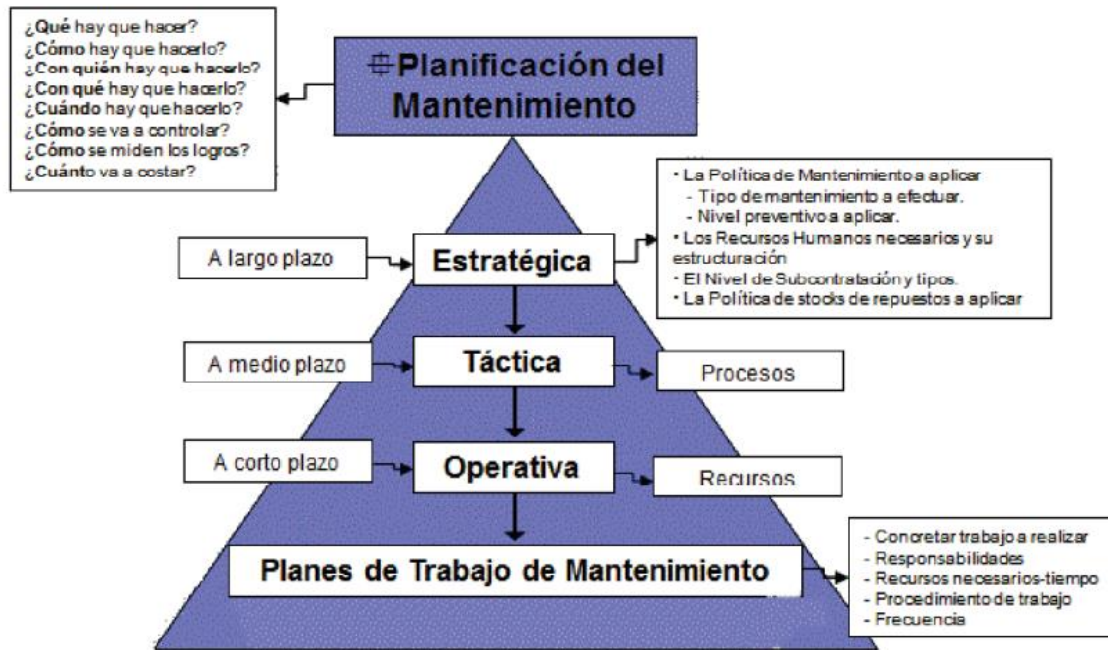 ¿Qué hay que hacer?
¿Cómo hay que hacerlo?
¿Con quién hay que hacerlo?
¿Con qué hay que hacerlo?
¿Cuándo hay que hacerlo?
¿Cómo se va a controlar?
¿Cómo se miden los logros?
¿Cuánto va a costar?
Planificación del
Mantenimiento
• La Política de Mantenimiento a aplicar
- Tipo de mantenimiento a efectuar.
- Nivel preventivo a aplicar.
• Los Recursos Humanos necesarios y su
estructuración
• El Nivel de Subcontratación y tipos.
• La Política de stocks de repuestos a aplicar
A largo plazo
Estratégica
A medio plazo
Táctica
Procesos
A corto plazo
Operativa
Recursos
Planes de Trabajo de Mantenimiento
- Concretar trabajo a realizar
- Responsabilidades
- Recursos necesarios-tiempo
- Procedimiento de trabajo
- Frecuencia